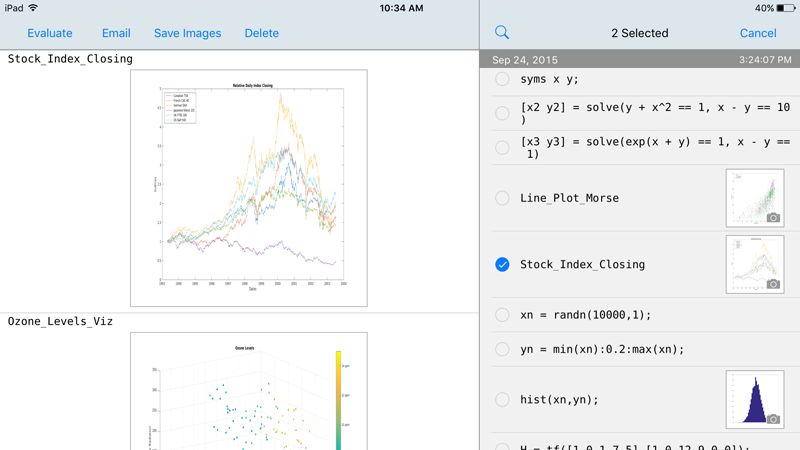 iPad 10:34 AM 40%
Evaluate Email Save Images Delete
2 Selected Cancel
Stock_Index_Closing
Relative Daily Index Closing
Ozone_Levels_Viz
Ozone Levels
Sep 24, 2015 3:24:07 PM
syms x y;
[x2 y2] = solve(y + x^2 == 1, x - y == 10
)
[x3 y3] = solve(exp(x + y) == 1, x - y ==
1)
Line_Plot_Morse
Stock_Index_Closing
xn = randn(10000,1);
yn = min(xn):0.2:max(xn);
hist(xn,yn);